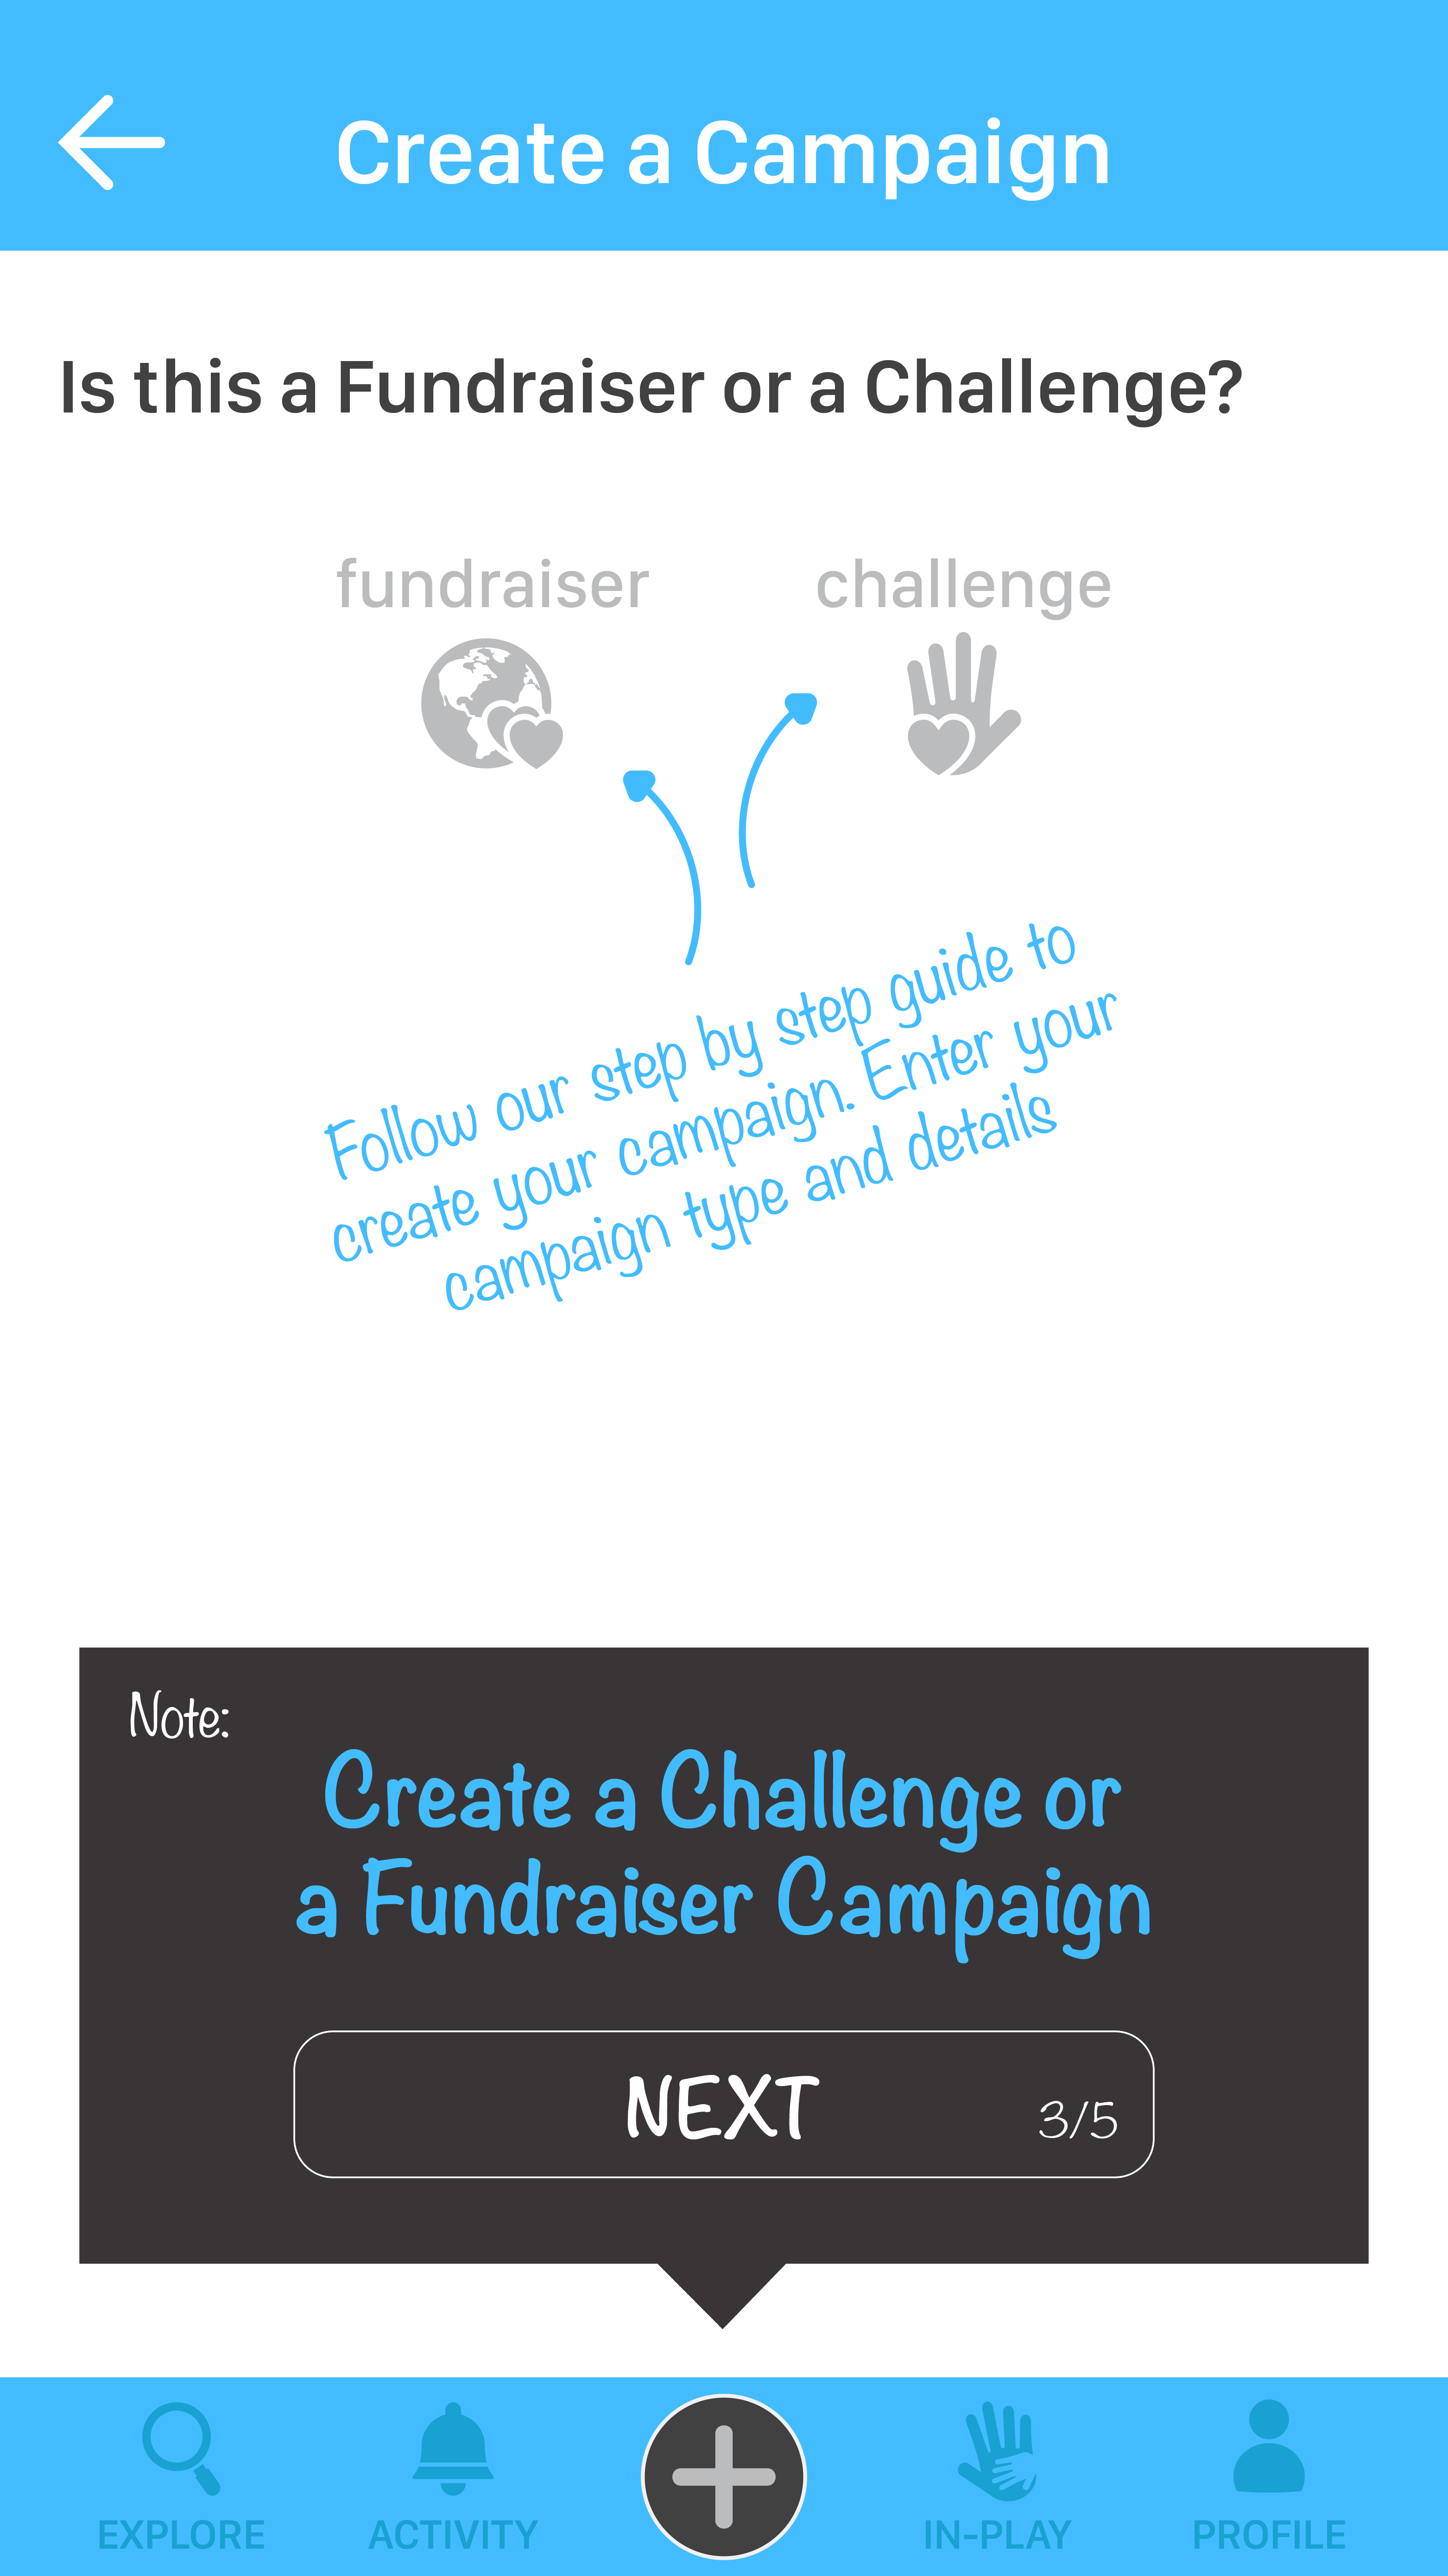 Create a Campaign
Is this a Fundraiser or a Challenge?
fundraiser
challenge
Follow our step by step guide to
create your campaign. Enter your
campaign type and details
Note:
Create a Challenge or
a Fundraiser Campaign
NEXT
3/5
EXPLORE
ACTIVITY
IN-PLAY
PROFILE